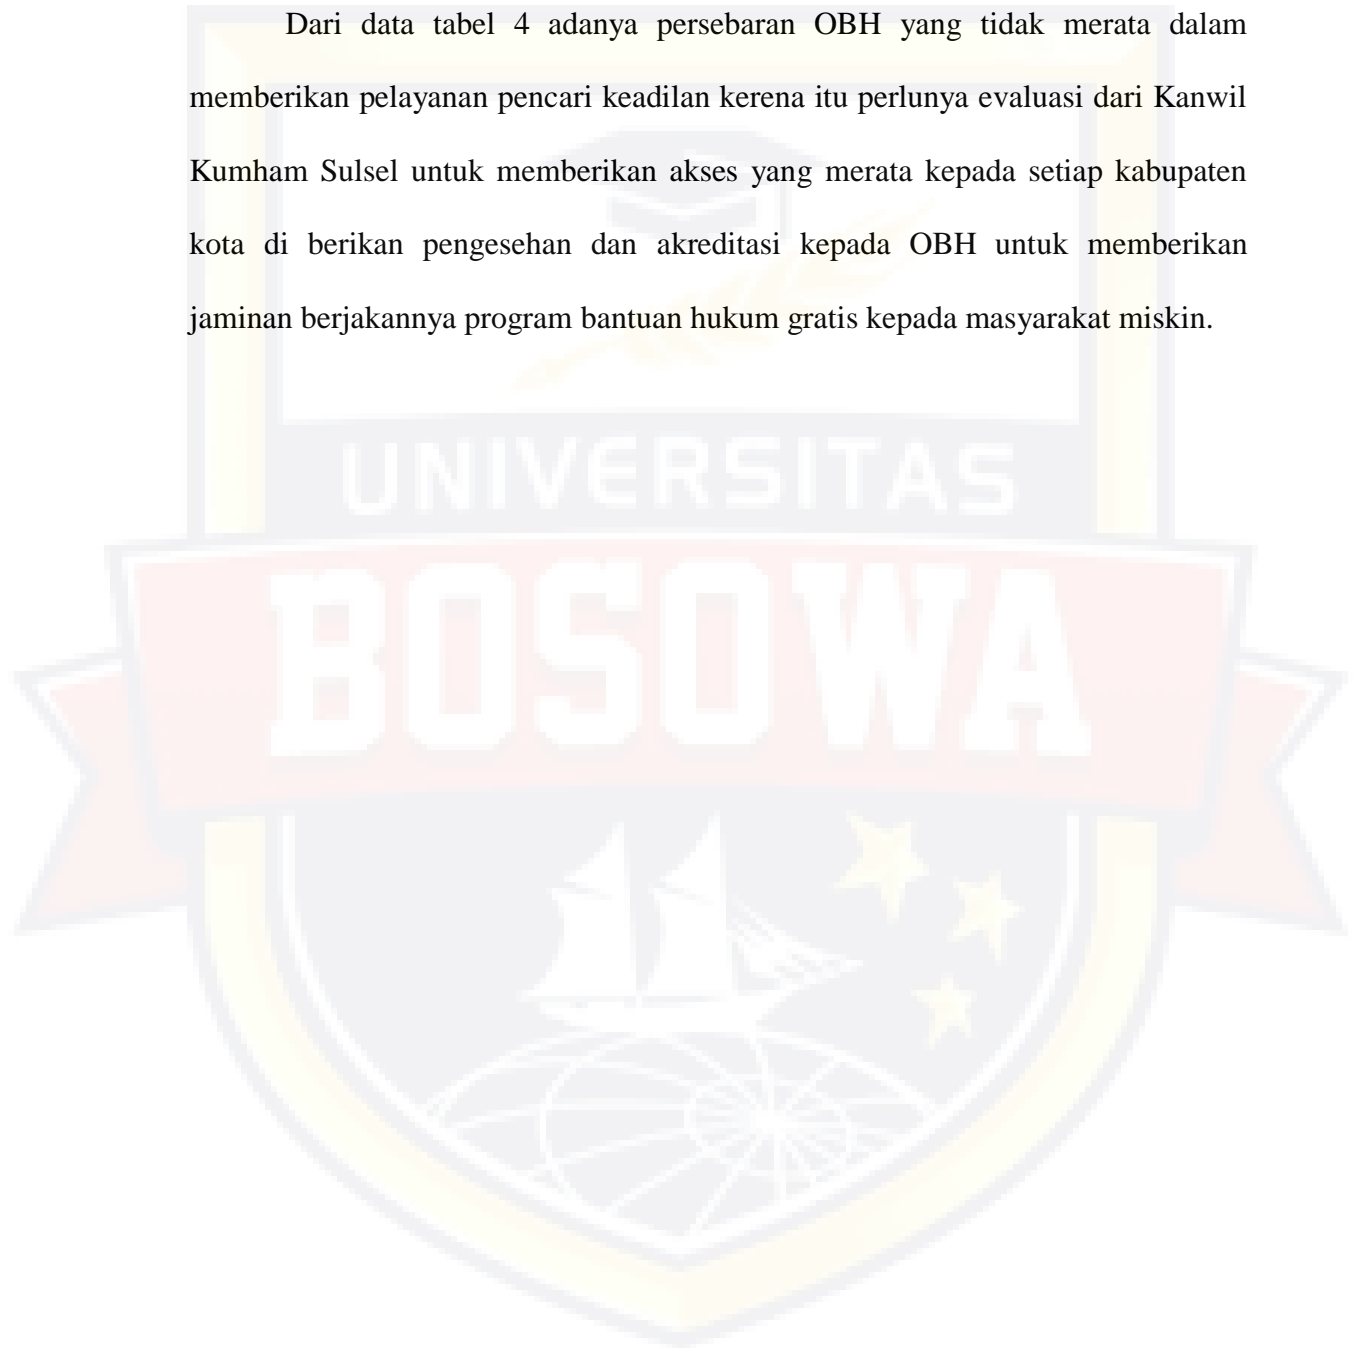 Dari data tabel 4 adanya persebaran OBH yang tidak merata dalam
memberikan pelayanan pencari keadilan kerena itu perlunya evaluasi dari Kanwil
Kumham Sulsel untuk memberikan akses yang merata kepada setiap kabupaten
kota di berikan pengesehan dan akreditasi kepada OBH untuk memberikan
jaminan berjakannya program bantuan hukum gratis kepada masyarakat miskin.
UNIVERSITAS
BOSOWA